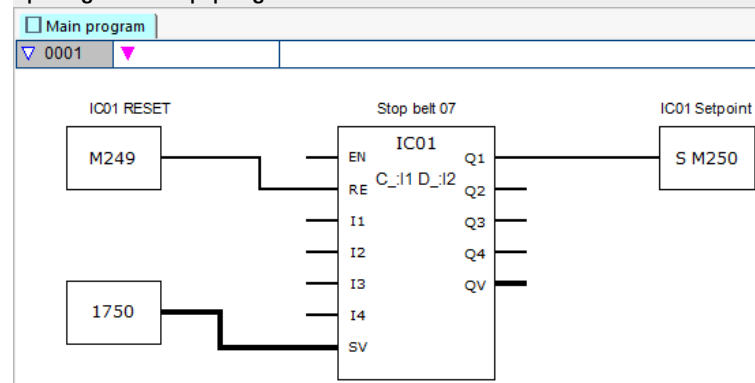 Main program
0001
IC01 RESET
Stop belt 07
IC01 Setpoint
M249
IC01
C_:I1 D_:I2
S M250
EN
Q1
RE
Q2
I1
Q3
I2
Q4
I3
QV
1750
I4
SV